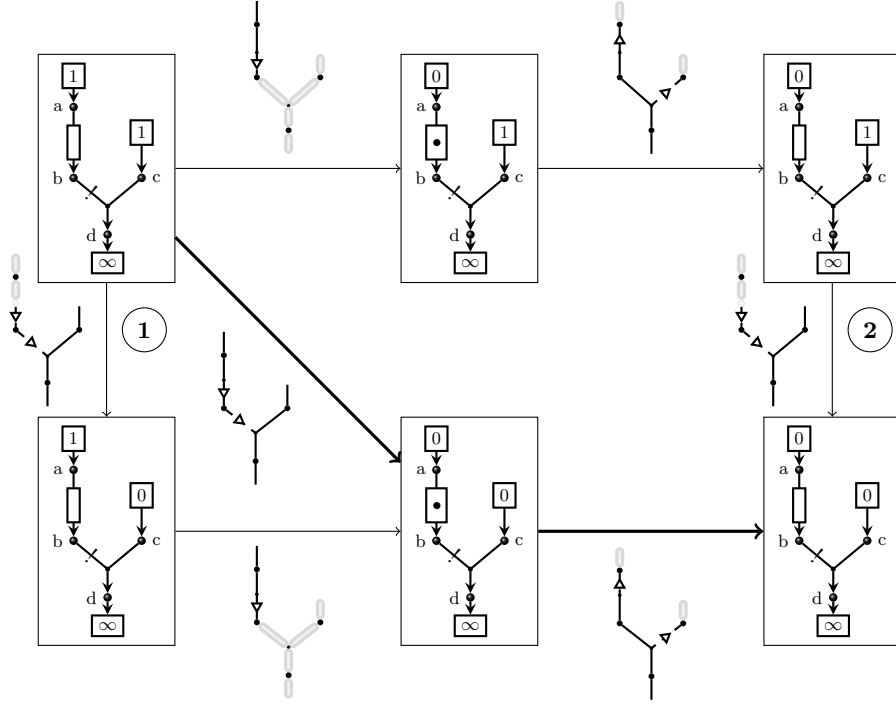 1 0 0
a a a
1 1 1
b c b c b c
d d d
∞ ∞ ∞
1 2
1 0 0
a a a
0 0 0
b c b c b c
d d d
∞ ∞ ∞